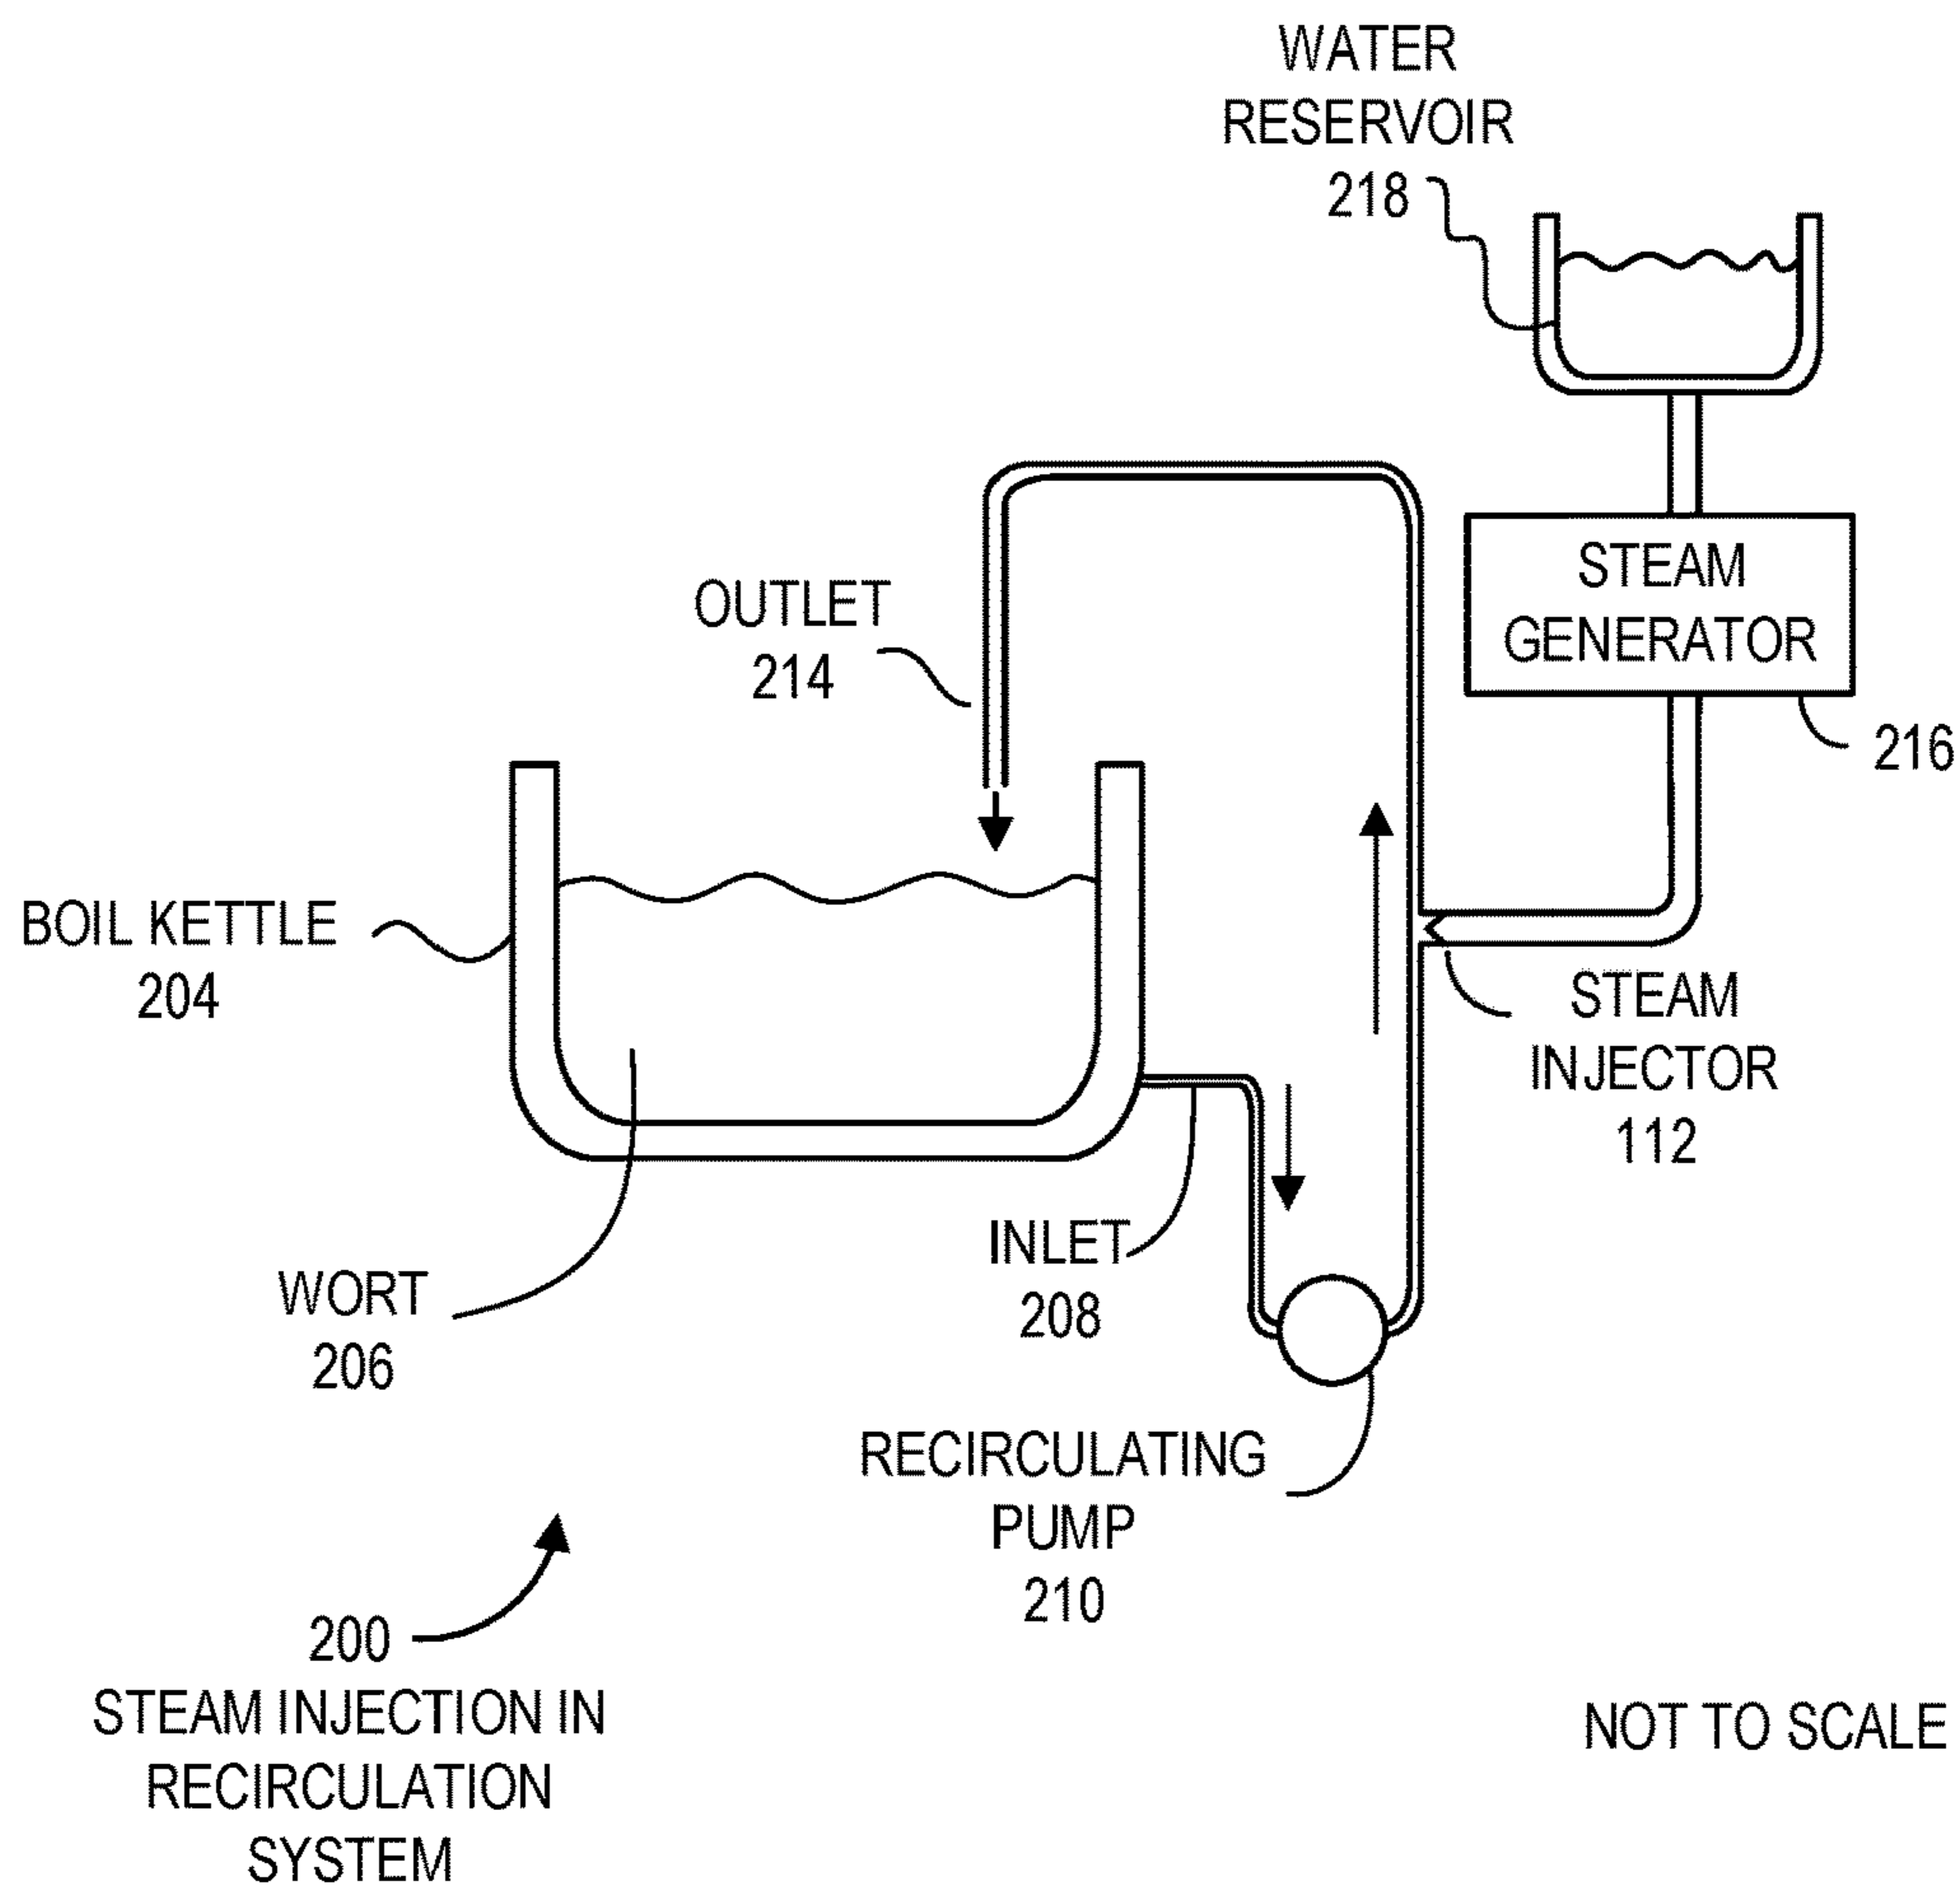 WATER
RESERVOIR
218
STEAM
GENERATOR
216
OUTLET
214
BOIL KETTLE
204
STEAM
INJECTOR
112
INLET
208
WORT
206
RECIRCULATING
PUMP
210
200
STEAM INJECTION IN
RECIRCULATION
SYSTEM
NOT TO SCALE